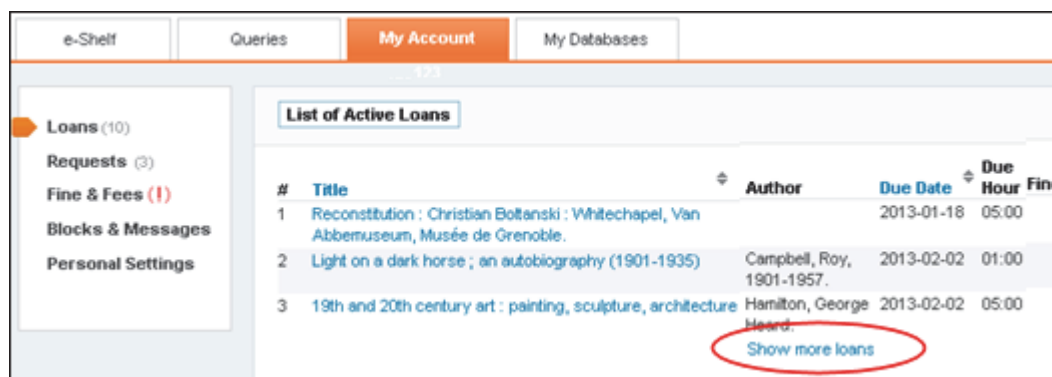 e-Shelf Queries My Account My Databases
123
Loans (10)
Requests (3)
Fine & Fees (!)
Blocks & Messages
Personal Settings
List of Active Loans
# Title Author Due Date Due Hour Fin
1 Reconstitution : Christian Boltanski : Whitechapel, Van 2013-01-18 05:00
Abbemuseum, Musée de Grenoble.
2 Light on a dark horse ; an autobiography (1901-1935) Campbell, Roy, 2013-02-02 01:00
1901-1957.
3 19th and 20th century art : painting, sculpture, architecture Hamilton, George 2013-02-02 05:00
Heard.
Show more loans